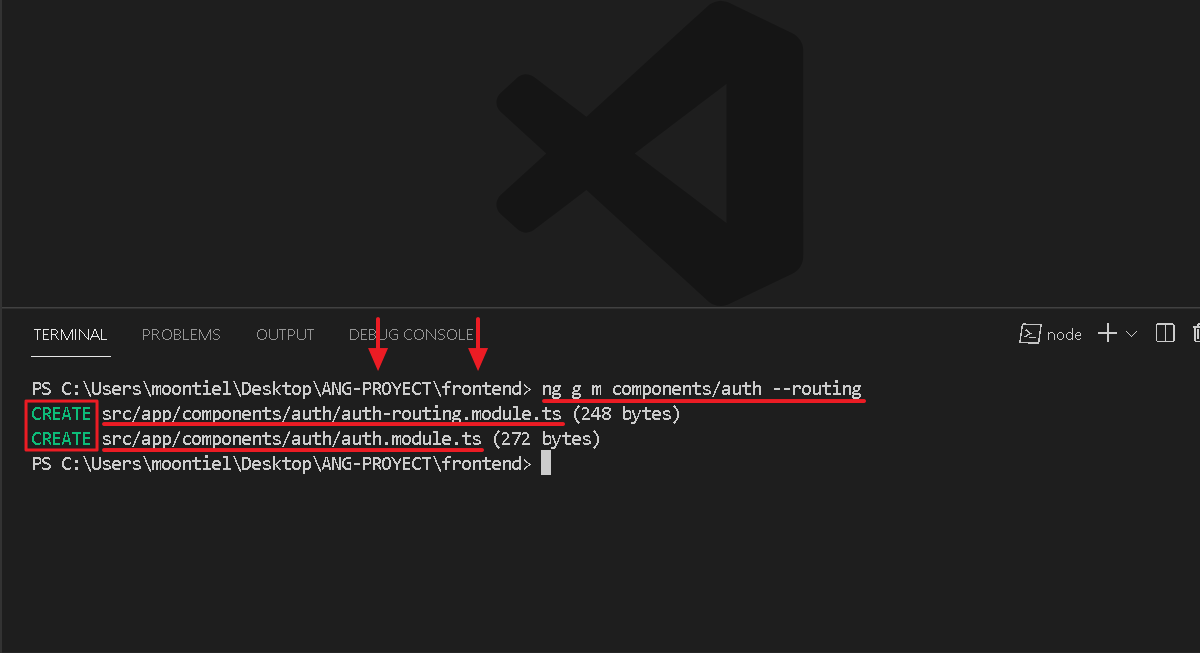 TERMINAL PROBLEMS OUTPUT DEBUG CONSOLE node
PS C:\Users\moontiel\Desktop\ANG-PROYECT\frontend> ng g m components/auth --routing
CREATE src/app/components/auth/auth-routing.module.ts (248 bytes)
CREATE src/app/components/auth/auth.module.ts (272 bytes)
PS C:\Users\moontiel\Desktop\ANG-PROYECT\frontend>